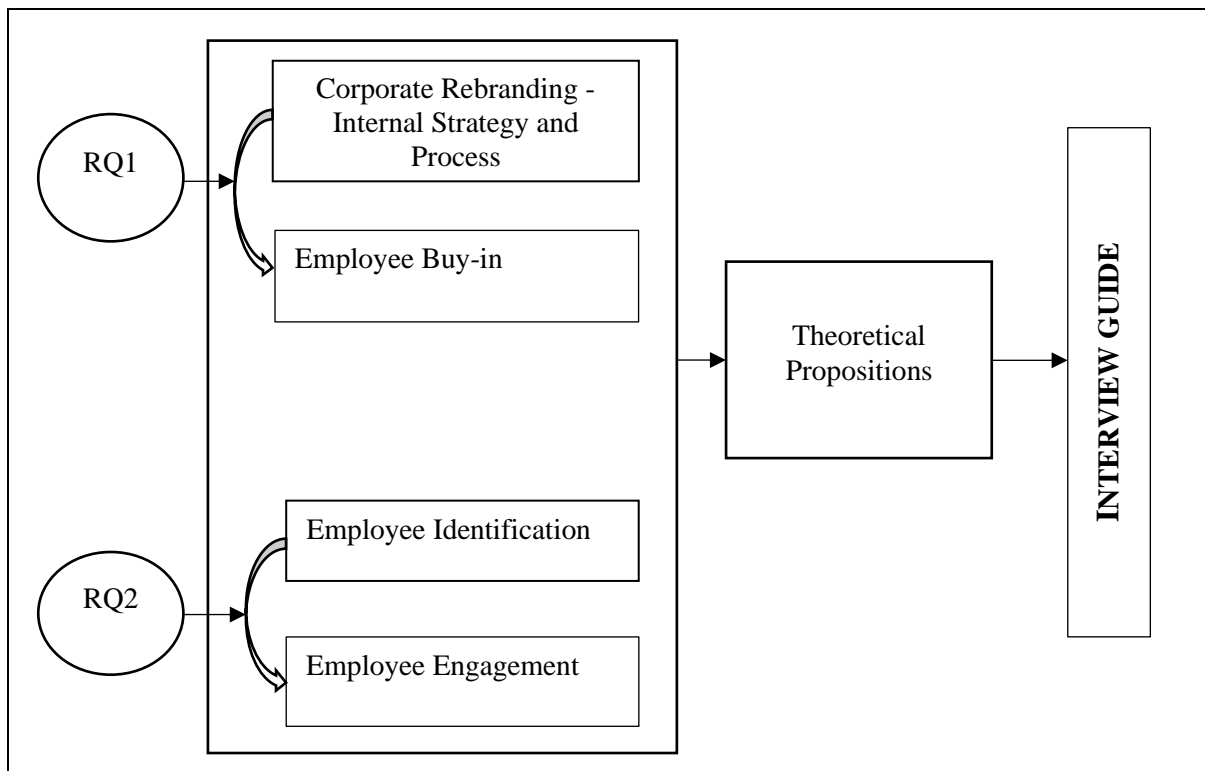 RQ1
Corporate Rebranding -
Internal Strategy and
Process
Employee Buy-in
Theoretical
Propositions
INTERVIEW GUIDE
RQ2
Employee Identification
Employee Engagement